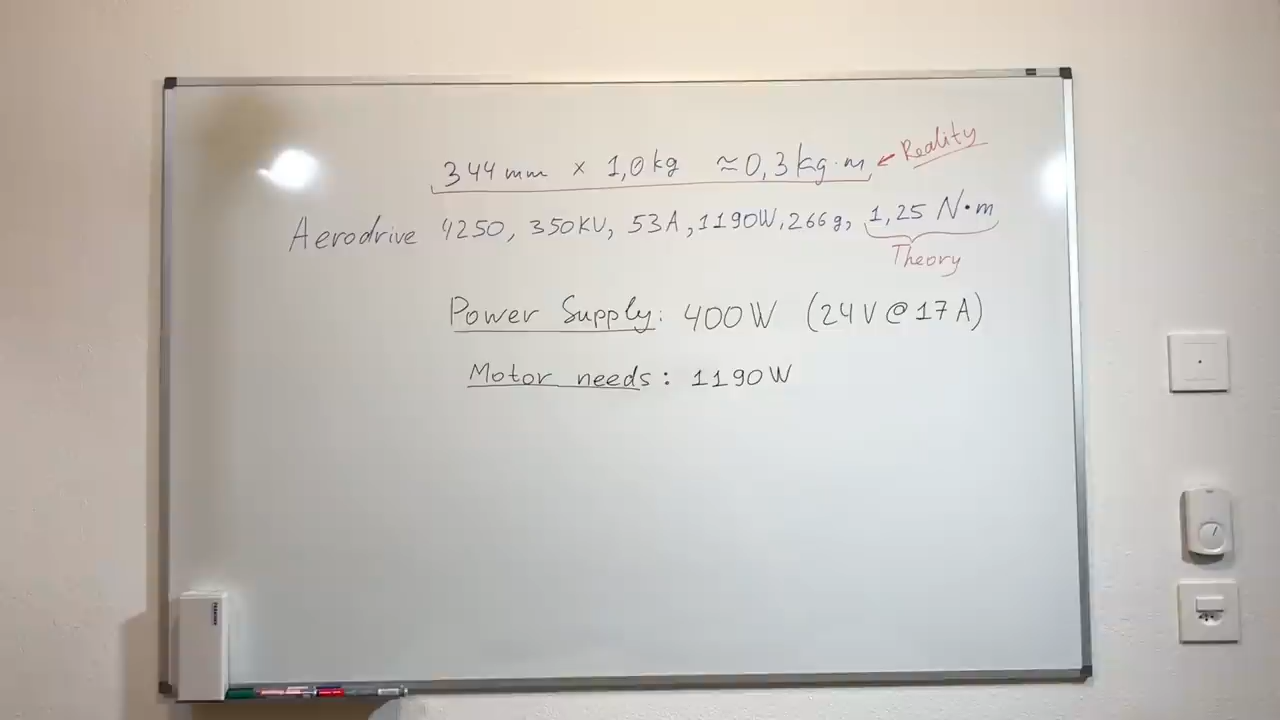 344 mm × 1,0 kg ≈ 0,3 kg·m ← Reality
Aerodrive 4250, 350KV, 53A, 1190W, 266g, 1,25 N·m
Theory
Power Supply: 400W (24V@17A)
Motor needs: 1190W